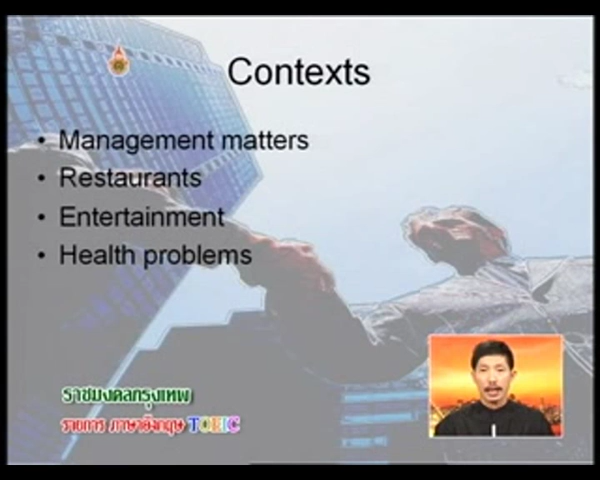 Contexts
• Management matters
• Restaurants
• Entertainment
• Health problems
ราชมงคลกรุงเทพ
รายการ ภาษาอังกฤษ TOEIC